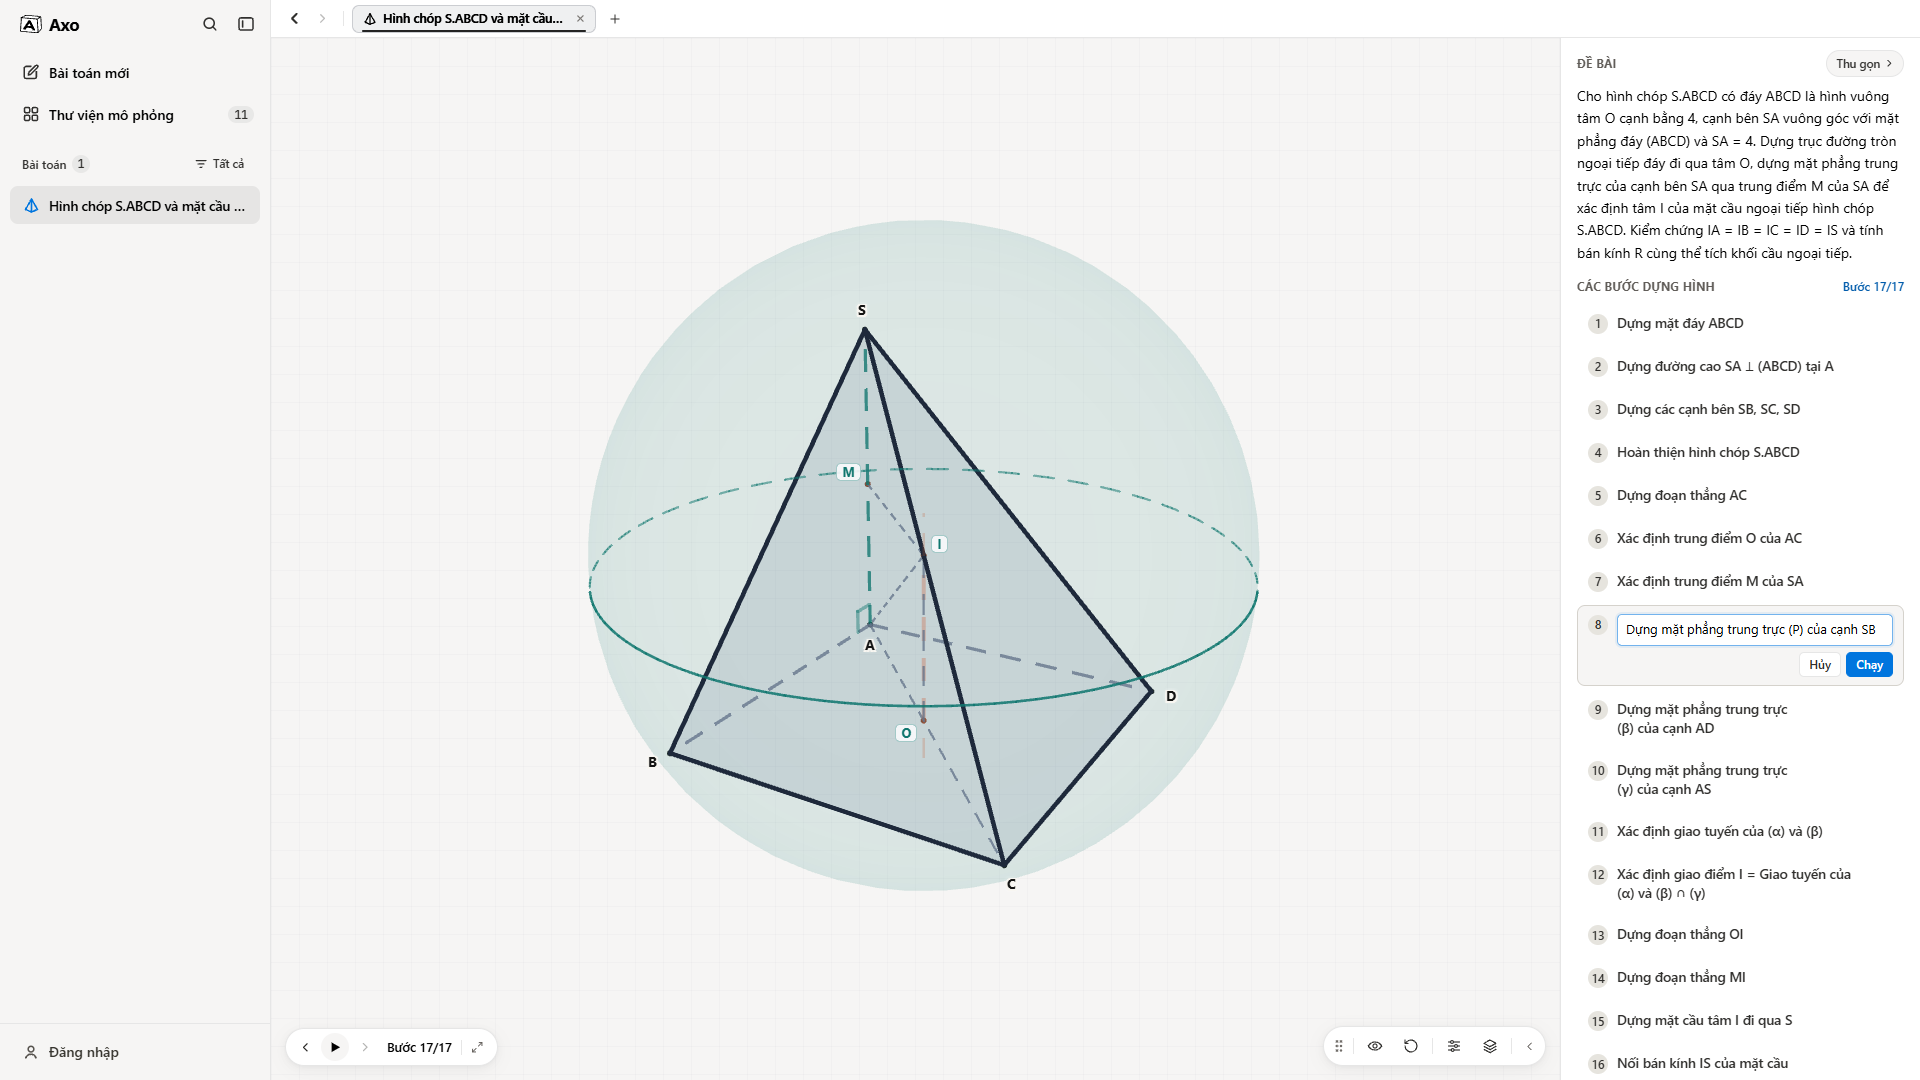 Axo
Bài toán mới
Thư viện mô phỏng 11
Bài toán 1 Tất cả
Hình chóp S.ABCD và mặt cầu ...
Đăng nhập
Hình chóp S.ABCD và mặt cầu...
S
M
I
A
O
B
C
D
Bước 17/17
ĐỀ BÀI
Thu gọn
Cho hình chóp S.ABCD có đáy ABCD là hình vuông
tâm O cạnh bằng 4, cạnh bên SA vuông góc với mặt
phẳng đáy (ABCD) và SA = 4. Dựng trục đường tròn
ngoại tiếp đáy đi qua tâm O, dựng mặt phẳng trung
trực của cạnh bên SA qua trung điểm M của SA để
xác định tâm I của mặt cầu ngoại tiếp hình chóp
S.ABCD. Kiểm chứng IA = IB = IC = ID = IS và tính
bán kính R cùng thể tích khối cầu ngoại tiếp.
CÁC BƯỚC DỰNG HÌNH
Bước 17/17
1 Dựng mặt đáy ABCD
2 Dựng đường cao SA ⊥ (ABCD) tại A
3 Dựng các cạnh bên SB, SC, SD
4 Hoàn thiện hình chóp S.ABCD
5 Dựng đoạn thẳng AC
6 Xác định trung điểm O của AC
7 Xác định trung điểm M của SA
8 Dựng mặt phẳng trung trực (P) của cạnh SB
Hủy Chạy
9 Dựng mặt phẳng trung trực
(β) của cạnh AD
10 Dựng mặt phẳng trung trực
(γ) của cạnh AS
11 Xác định giao tuyến của (α) và (β)
12 Xác định giao điểm I = Giao tuyến của
(α) và (β) ∩ (γ)
13 Dựng đoạn thẳng OI
14 Dựng đoạn thẳng MI
15 Dựng mặt cầu tâm I đi qua S
16 Nối bán kính IS của mặt cầu